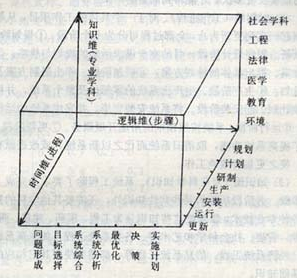 知识维(专业学科)
社会学科
工程
法律
医学
教育
环境
逻辑维(步骤)
时间维(进程)
规划
计划
研制
生产
安装
运行
更新
问题形成
目标选择
系统综合
系统分析
最优化
决策
实施计划